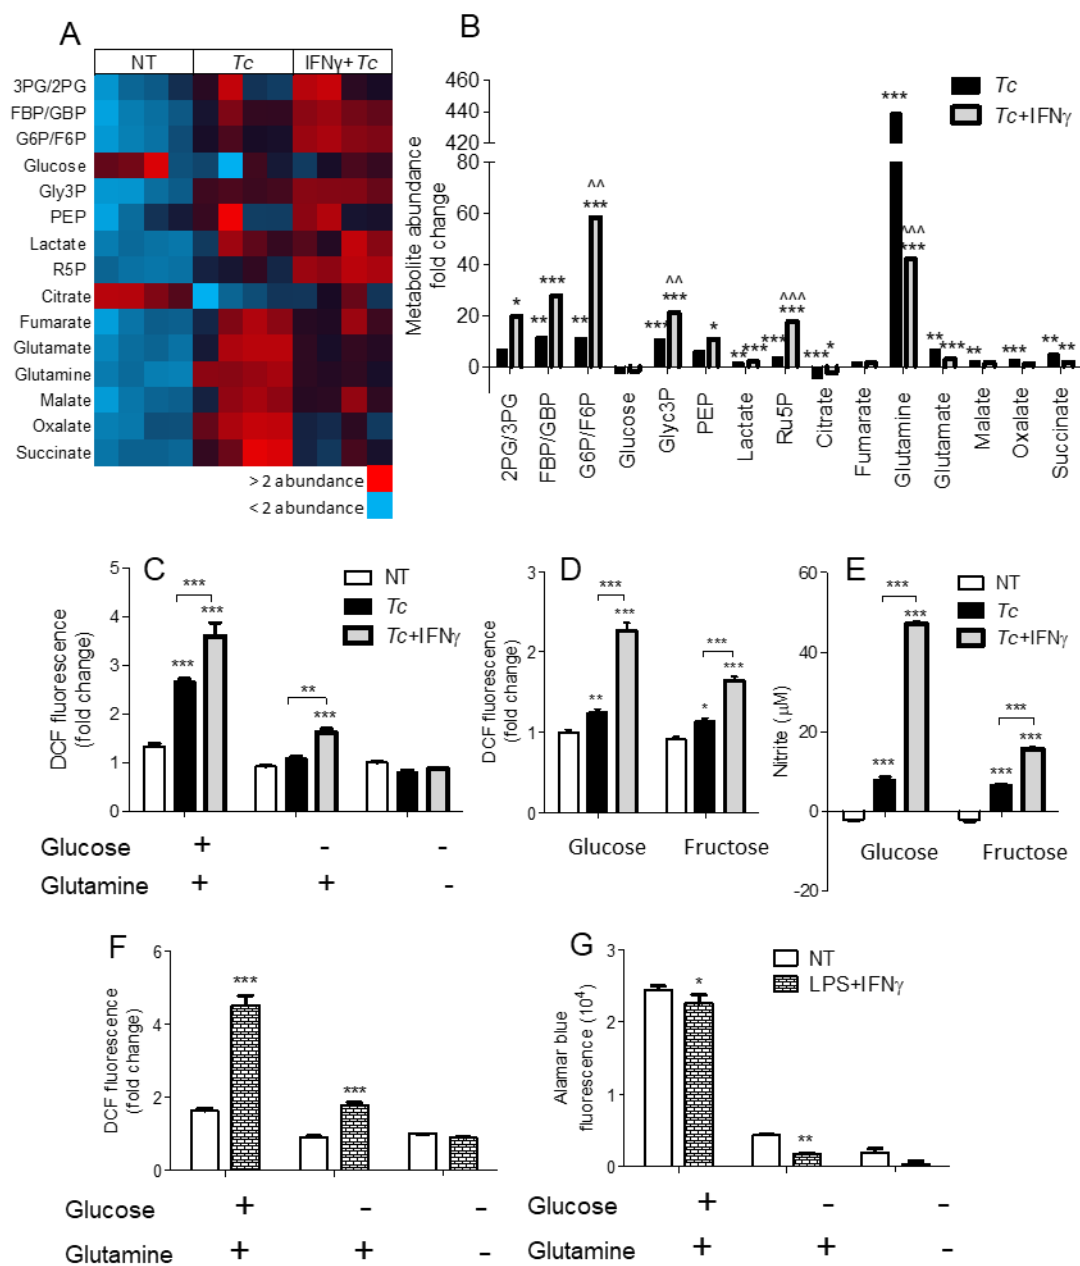 A
NT Tc IFNγ+ Tc
3PG/2PG
FBP/GBP
G6P/F6P
Glucose
Gly3P
PEP
Lactate
R5P
Citrate
Fumarate
Glutamate
Glutamine
Malate
Oxalate
Succinate
> 2 abundance
< 2 abundance
B
Metabolite abundance
fold change
460
440
420
80
60
40
20
0
Tc
Tc+IFNγ
*
** ***
** *** ^^
*** *** ^^
*
** ***
*** *** ^^^
*** *
*** *** ^^^
** ***
**
***
** **
2PG/3PG
FBP/GBP
G6P/F6P
Glucose
Glyc3P
PEP
Lactate
Ru5P
Citrate
Fumarate
Glutamine
Glutamate
Malate
Oxalate
Succinate
C
DCF fluorescence
(fold change)
5
4
3
2
1
0
NT
Tc
Tc+IFNγ
***
*** ***
**
***
Glucose + - -
Glutamine + + -
D
DCF fluorescence
(fold change)
3
2
1
0
***
** ***
***
* ***
Glucose Fructose
E
Nitrite (μM)
60
40
20
0
-20
NT
Tc
Tc+IFNγ
***
*** ***
***
*** ***
Glucose Fructose
F
DCF fluorescence
(fold change)
6
4
2
0
***
***
Glucose + - -
Glutamine + + -
G
Alamar blue
fluorescence (10⁴)
3
2
1
0
NT
LPS+IFNγ
*
**
Glucose + - -
Glutamine + + -